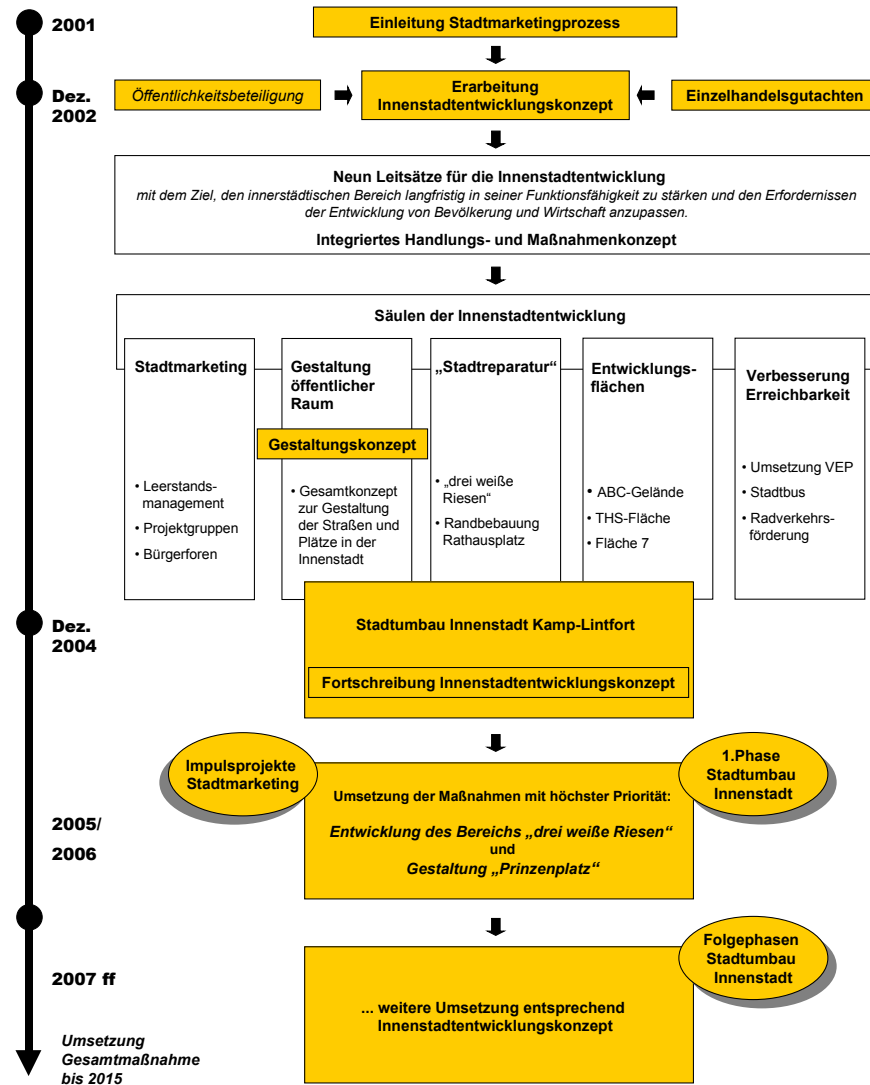 2001
Einleitung Stadtmarketingprozess
Dez.
2002
Öffentlichkeitsbeteiligung
Erarbeitung
Innenstadtentwicklungskonzept
Einzelhandelsgutachten
Neun Leitsätze für die Innenstadtentwicklung
mit dem Ziel, den innerstädtischen Bereich langfristig in seiner Funktionsfähigkeit zu stärken und den Erfordernissen
der Entwicklung von Bevölkerung und Wirtschaft anzupassen.
Integriertes Handlungs- und Maßnahmenkonzept
Säulen der Innenstadtentwicklung
Stadtmarketing
• Leerstands-
management
• Projektgruppen
• Bürgerforen
Gestaltung
öffentlicher
Raum
Gestaltungskonzept
• Gesamtkonzept
zur Gestaltung
der Straßen und
Plätze in der
Innenstadt
„Stadtreparatur“
• „drei weiße
Riesen“
• Randbebauung
Rathausplatz
Entwicklungs-
flächen
• ABC-Gelände
• THS-Fläche
• Fläche 7
Verbesserung
Erreichbarkeit
• Umsetzung VEP
• Stadtbus
• Radverkehrs-
förderung
Dez.
2004
Stadtumbau Innenstadt Kamp-Lintfort
Fortschreibung Innenstadtentwicklungskonzept
Impulsprojekte
Stadtmarketing
1.Phase
Stadtumbau
Innenstadt
2005/
2006
Umsetzung der Maßnahmen mit höchster Priorität:
Entwicklung des Bereichs „drei weiße Riesen“
und
Gestaltung „Prinzenplatz“
Folgephasen
Stadtumbau
Innenstadt
2007 ff
... weitere Umsetzung entsprechend
Innenstadtentwicklungskonzept
Umsetzung
Gesamtmaßnahme
bis 2015